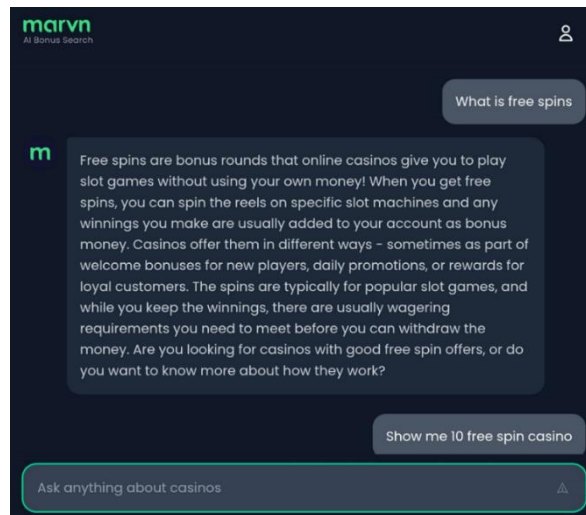 marvn
AI Bonus Search
What is free spins
m
Free spins are bonus rounds that online casinos give you to play
slot games without using your own money! When you get free
spins, you can spin the reels on specific slot machines and any
winnings you make are usually added to your account as bonus
money. Casinos offer them in different ways - sometimes as part of
welcome bonuses for new players, daily promotions, or rewards for
loyal customers. The spins are typically for popular slot games, and
while you keep the winnings, there are usually wagering
requirements you need to meet before you can withdraw the
money. Are you looking for casinos with good free spin offers, or do
you want to know more about how they work?
Show me 10 free spin casino
Ask anything about casinos